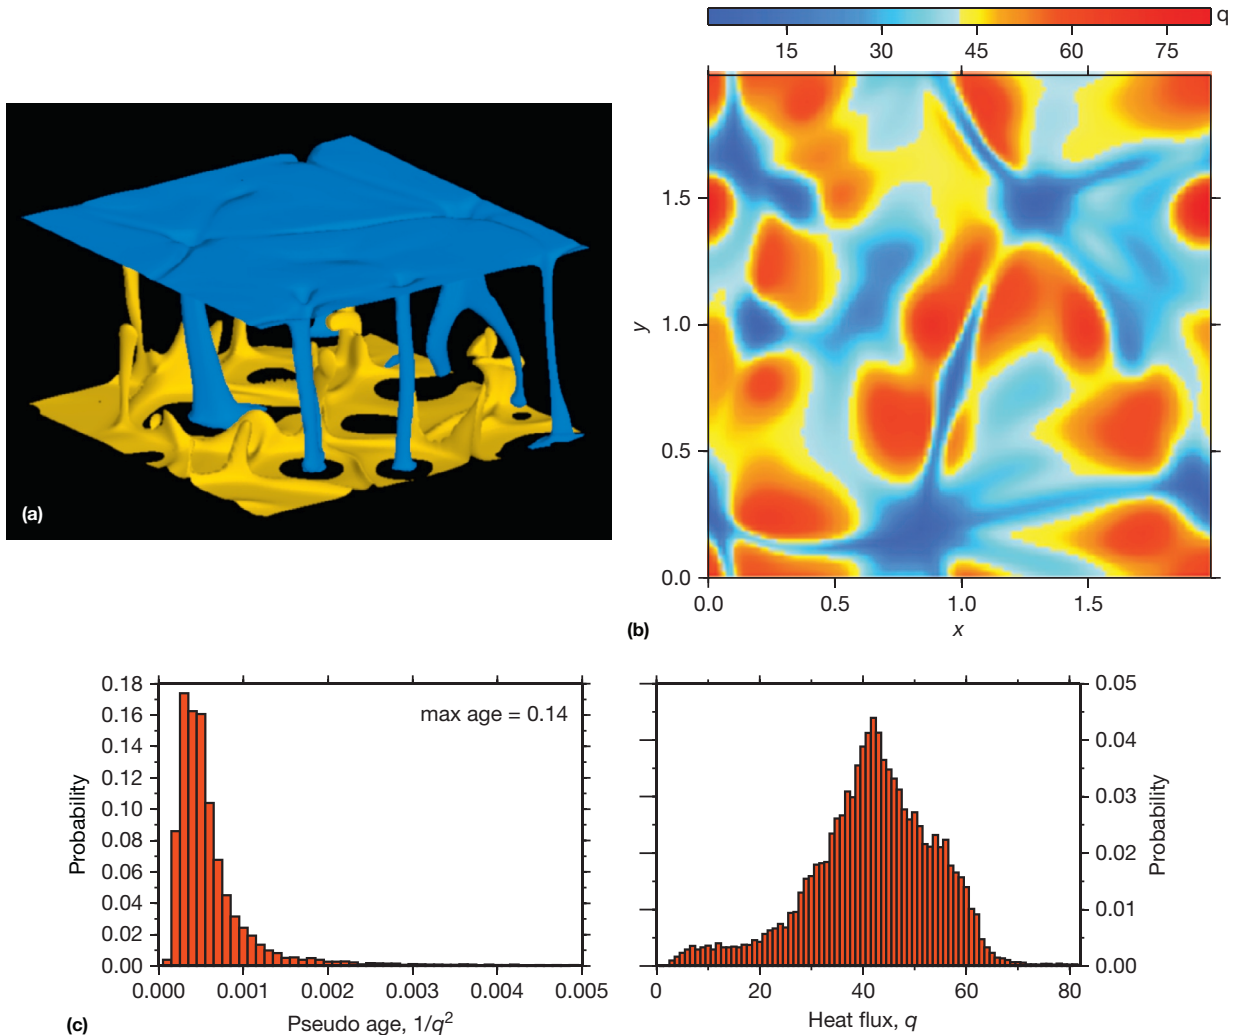 q
15 30 45 60 75
(a)
y
1.5
1.0
0.5
0.0
0.0 0.5 1.0 1.5
x
(b)
Probability
0.18
0.16
0.14
0.12
0.10
0.08
0.06
0.04
0.02
0.00
max age = 0.14
0.000 0.001 0.002 0.003 0.004 0.005
Pseudo age, 1/q²
(c)
0.05
0.04
0.03
0.02
0.01
0.00
Probability
0 20 40 60 80
Heat flux, q